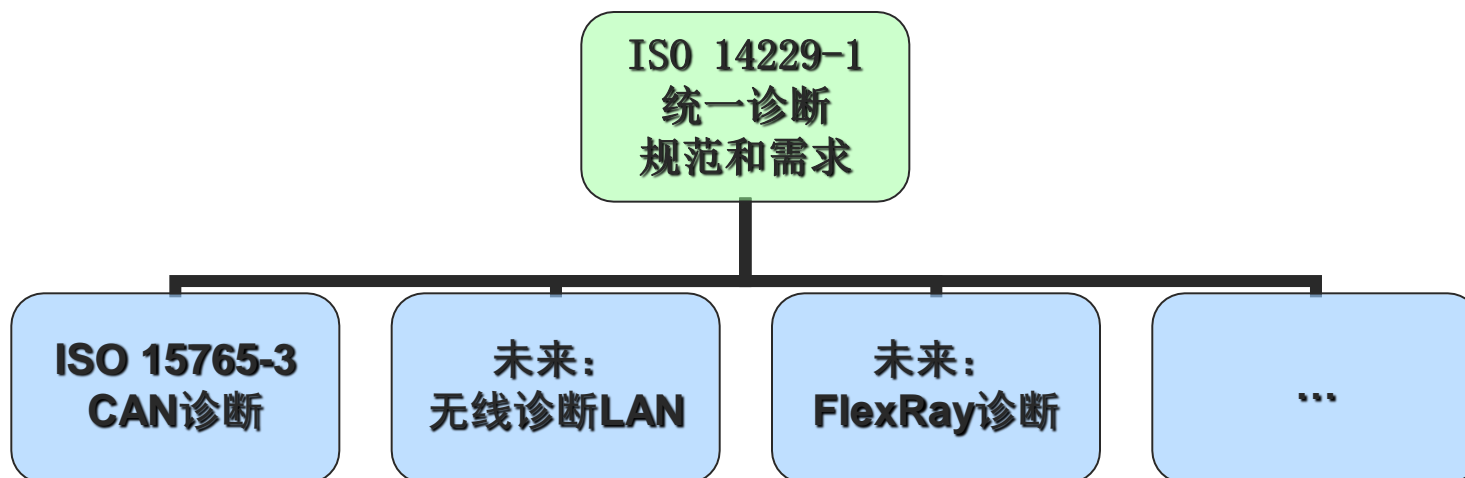 ISO 14229-1
统一诊断
规范和需求
ISO 15765-3
CAN诊断
未来：
无线诊断LAN
未来：
FlexRay诊断
…